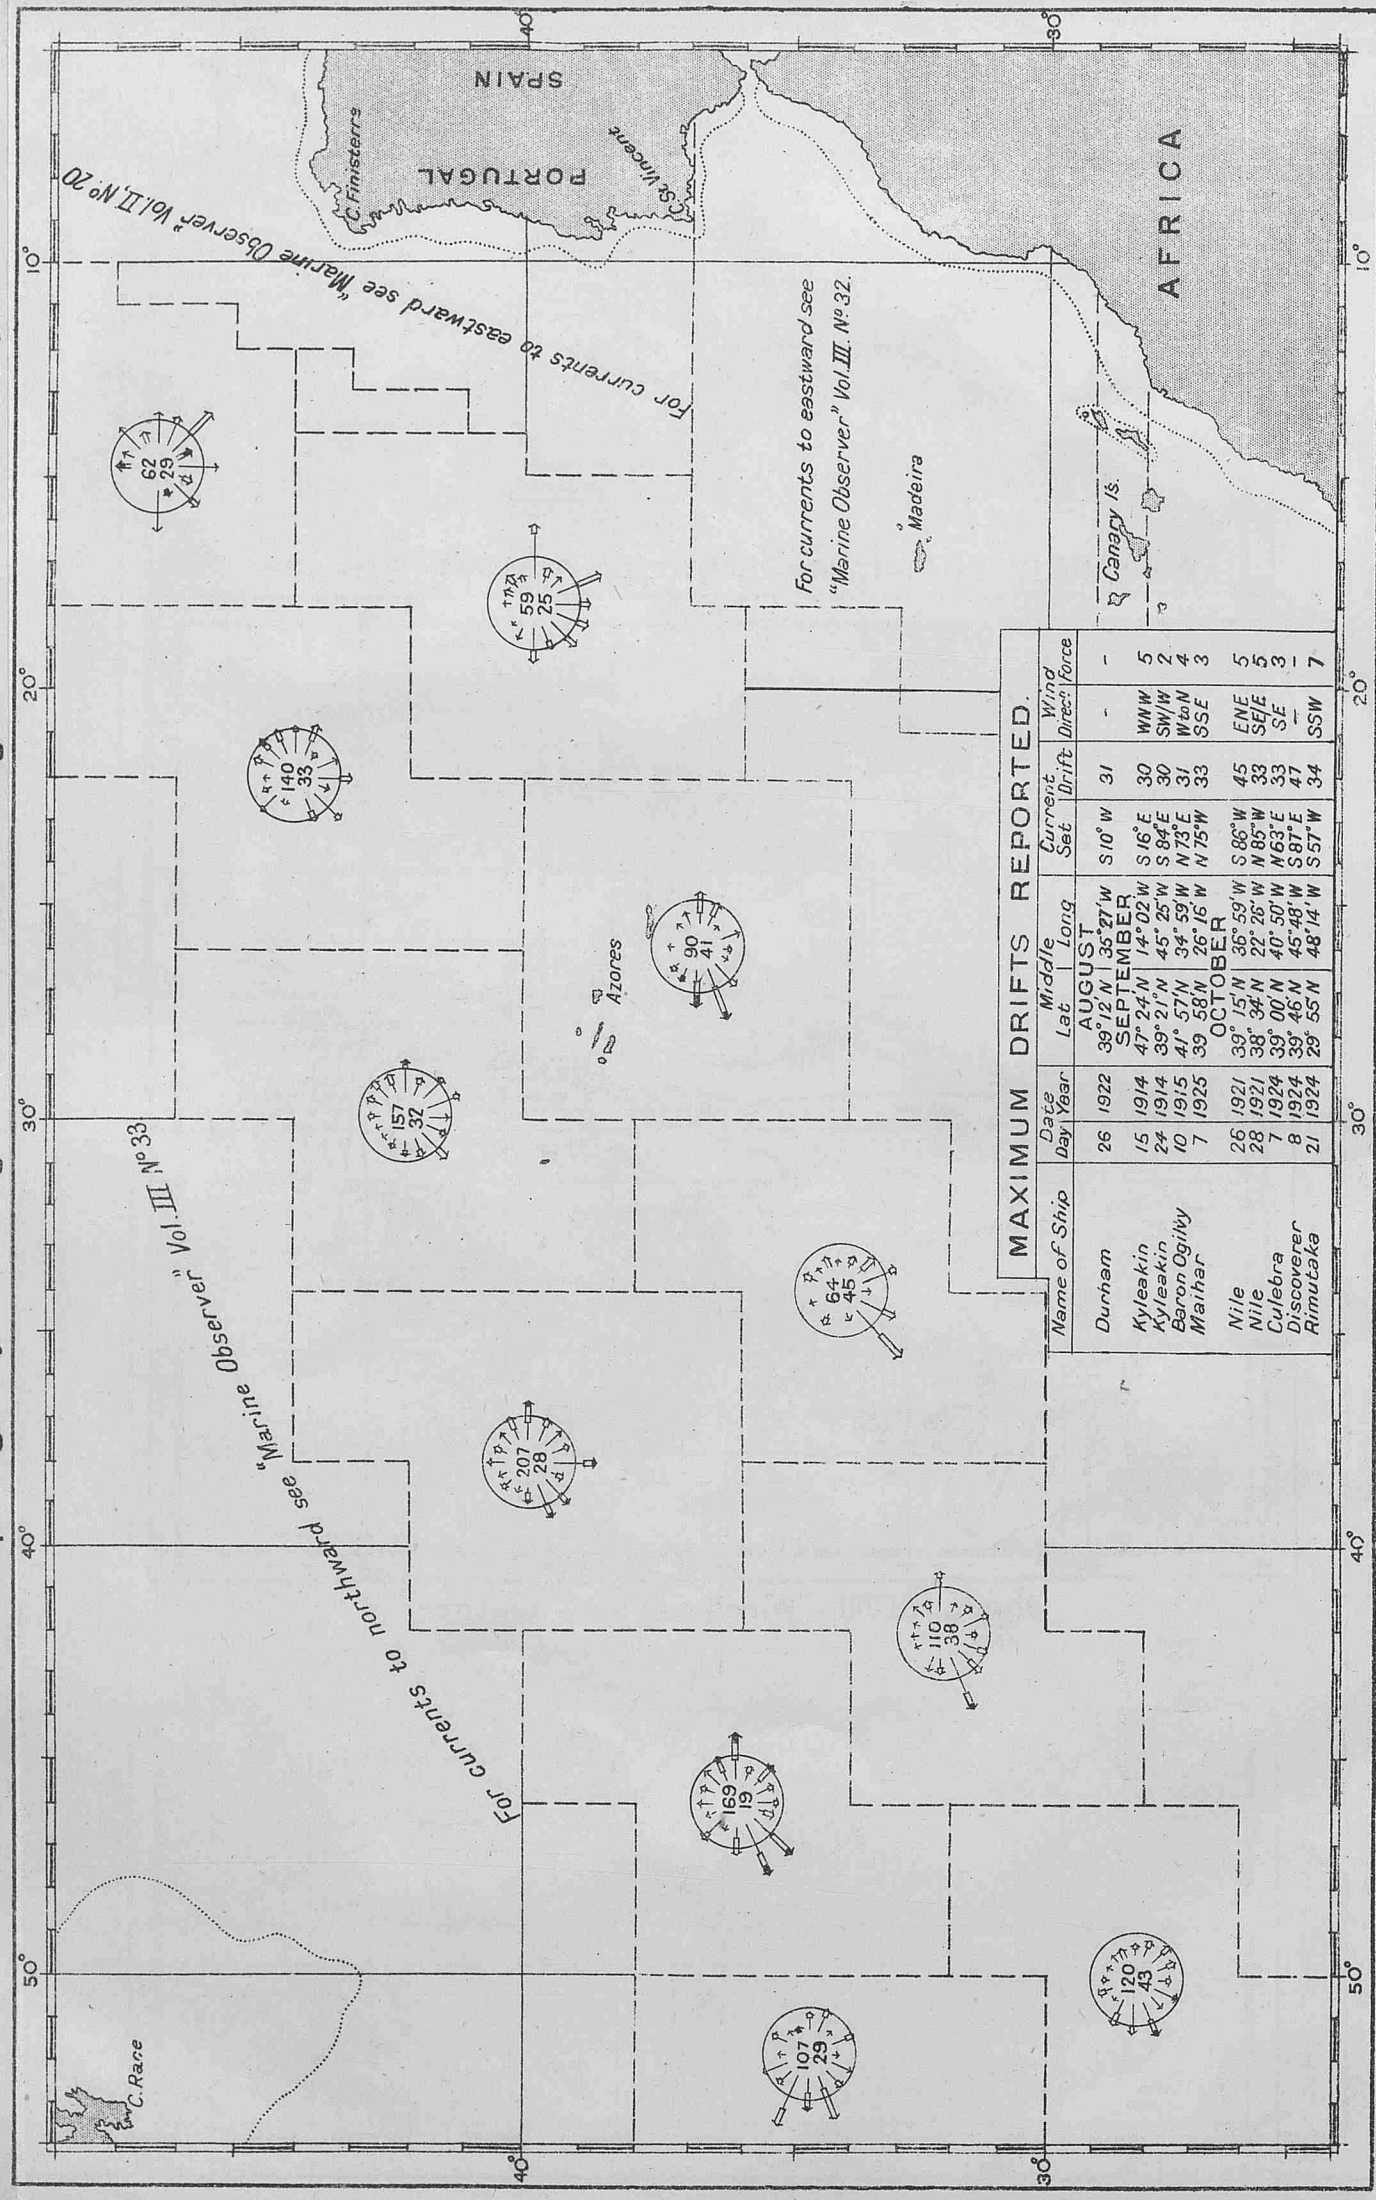 50°
40°
30°
20°
10°
C. Race
For currents to northward see "Marine Observer" Vol. III Nº 33
For currents to eastward see "Marine Observer" Vol. II, Nº 20
C. Finisterre
SPAIN
PORTUGAL
C. St. Vincent
40°
40°
62
29
140
33
59
25
157
32
Azores
90
41
207
28
64
45
169
19
110
38
107
29
120
43
For currents to eastward see
"Marine Observer" Vol. III. Nº 32.
Madeira
Canary Is.
AFRICA
30°
30°
MAXIMUM DRIFTS REPORTED.
Name of Ship | Date | Middle | Current | Wind
Day | Year | Lat | Long | Set | Drift | Direcⁿ | Force
AUGUST
Durham 26 1922 39° 12' N 35° 27' W S 10° W 31 - -
SEPTEMBER
Kyleakin 15 1914 47° 24' N 14° 02' W S 16° E 30 WNW 5
Kyleakin 24 1914 39° 21' N 45° 25' W S 84° E 30 SW/W 2
Baron Ogilvy 10 1915 41° 57' N 34° 59' W N 73° E 31 W to N 4
Maihar 7 1925 39 58' N 26° 16' W N 75° W 33 SSE 3
OCTOBER
Nile 26 1921 39° 15' N 36° 59' W S 86° W 45 ENE 5
Nile 28 1921 38° 34' N 22° 26' W N 85° W 33 SE/E 5
Culebra 7 1924 39° 00' N 40° 50' W N 63° E 33 SE 3
Discoverer 8 1924 39° 46' N 45° 48' W S 87° E 47 - -
Rimutaka 21 1924 29° 55' N 48° 14' W S 57° W 34 SSW 7
50°
40°
30°
20°
10°